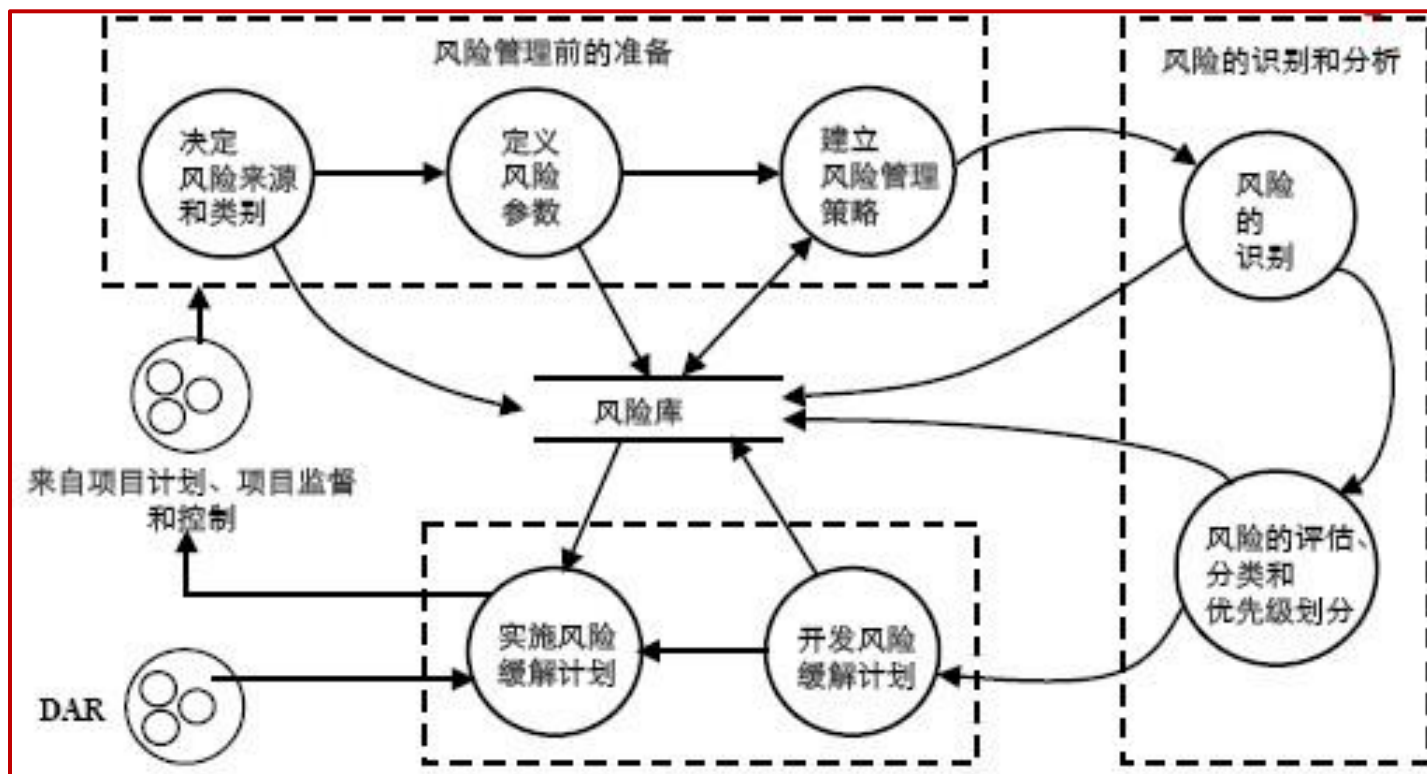 风险管理前的准备
风险的识别和分析
决定
风险来源
和类别
定义
风险
参数
建立
风险管理
策略
风险
的
识别
风险库
来自项目计划、项目监督
和控制
风险的评估、
分类和
优先级划分
实施风险
缓解计划
开发风险
缓解计划
DAR